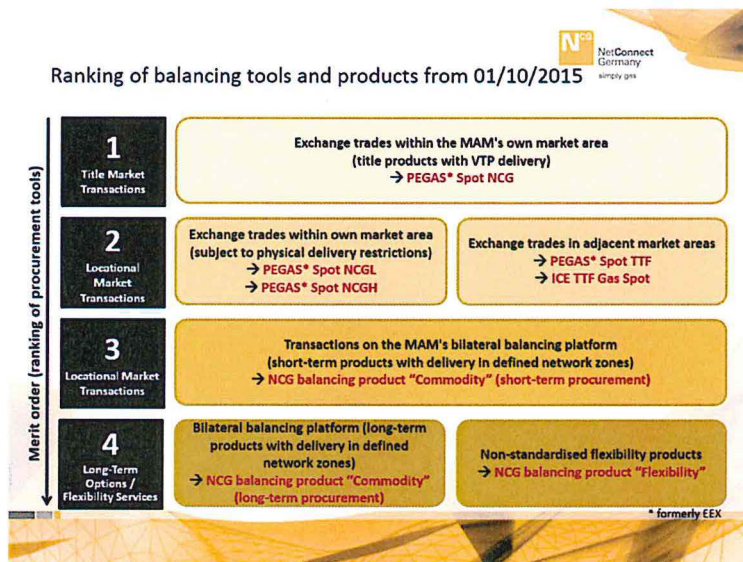 NCG
NetConnect
Germany
simply gas
Ranking of balancing tools and products from 01/10/2015
Merit order (ranking of procurement tools)
1
Title Market
Transactions
Exchange trades within the MAM's own market area
(title products with VTP delivery)
→ PEGAS* Spot NCG
2
Locational
Market
Transactions
Exchange trades within own market area
(subject to physical delivery restrictions)
→ PEGAS* Spot NCGL
→ PEGAS* Spot NCGH
Exchange trades in adjacent market areas
→ PEGAS* Spot TTF
→ ICE TTF Gas Spot
3
Locational Market
Transactions
Transactions on the MAM's bilateral balancing platform
(short-term products with delivery in defined network zones)
→ NCG balancing product "Commodity" (short-term procurement)
4
Long-Term
Options /
Flexibility Services
Bilateral balancing platform (long-term
products with delivery in defined
network zones)
→ NCG balancing product "Commodity"
(long-term procurement)
Non-standardised flexibility products
→ NCG balancing product "Flexibility"
* formerly EEX